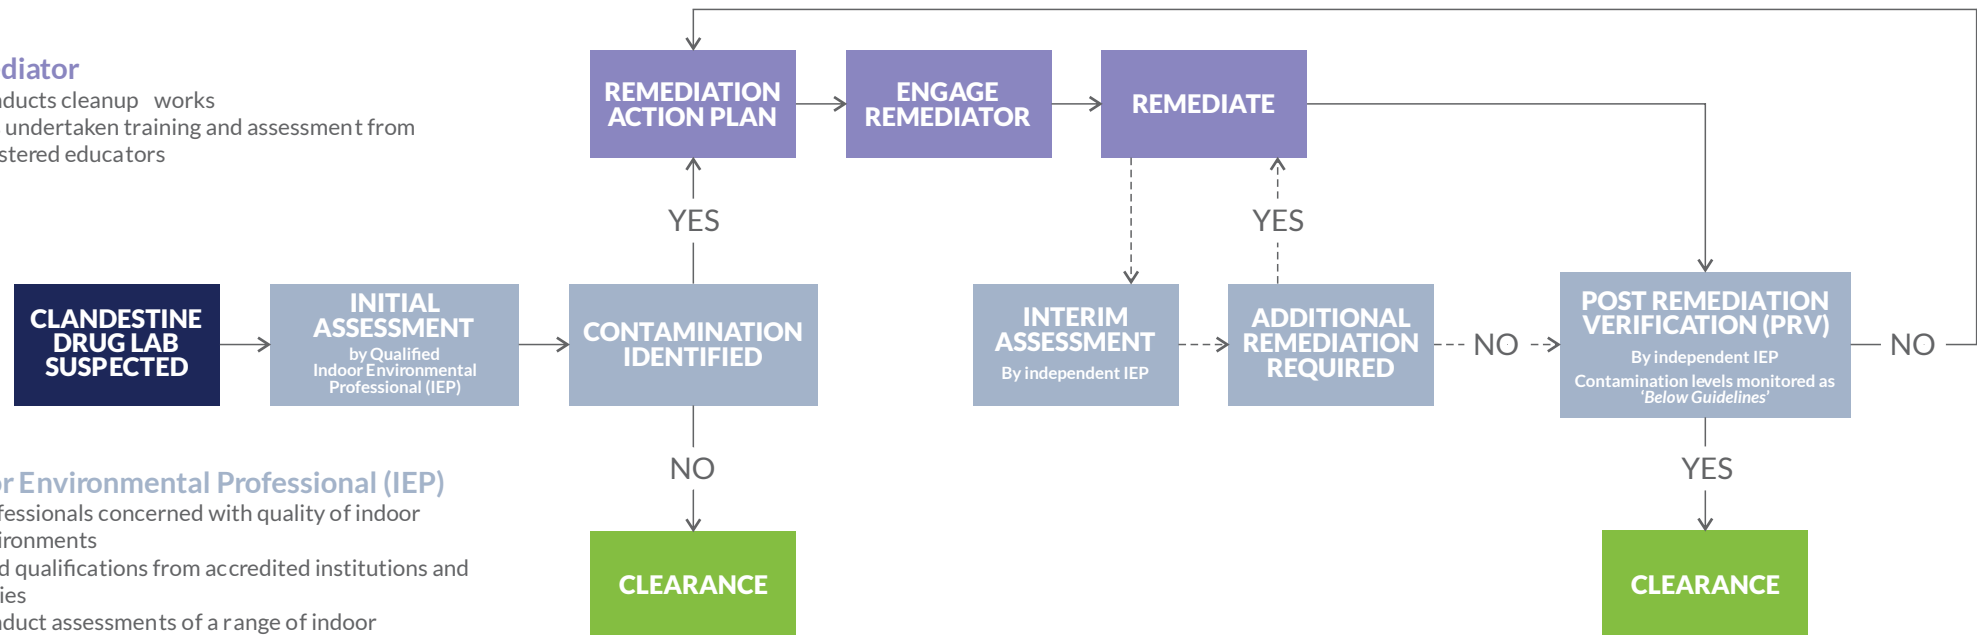 diator
ducts cleanup works
undertaken training and assessment from
stered educators
REMEDIATION
ACTION PLAN
ENGAGE
REMEDIATOR
REMEDIATE
YES
YES
CLANDESTINE
DRUG LAB
SUSPECTED
INITIAL
ASSESSMENT
by Qualified
Indoor Environmental
Professional (IEP)
CONTAMINATION
IDENTIFIED
INTERIM
ASSESSMENT
By independent IEP
ADDITIONAL
REMEDIATION
REQUIRED
NO
POST REMEDIATION
VERIFICATION (PRV)
By independent IEP
Contamination levels monitored as
‘Below Guidelines’
NO
NO
YES
or Environmental Professional (IEP)
fessionals concerned with quality of indoor
ironments
d qualifications from accredited institutions and
ies
duct assessments of a range of indoor
CLEARANCE
CLEARANCE